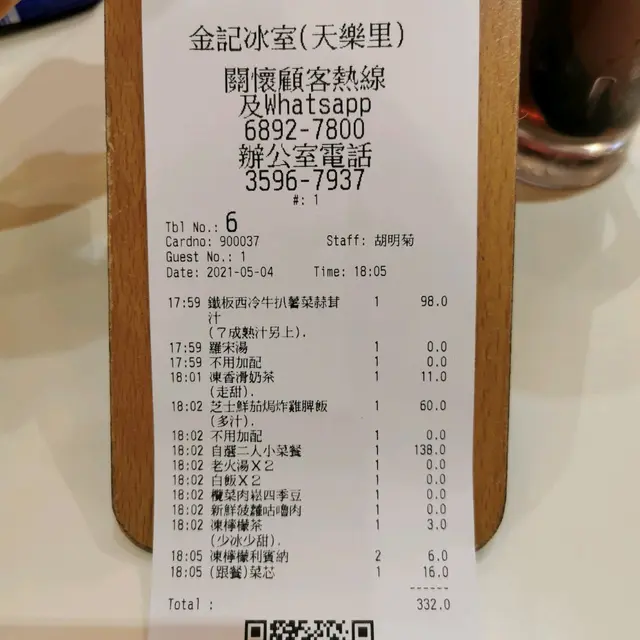 金記冰室(天樂里)
關懷顧客熱線
及Whatsapp
6892-7800
辦公室電話
3596-7937
#: 1
Tbl No.: 6
Cardno: 900037 Staff: 胡明菊
Guest No.: 1
Date: 2021-05-04 Time: 18:05
17:59 鐵板西冷牛扒薯菜蒜茸 1 98.0
汁
(7成熟汁另上).
17:59 羅宋湯 1 0.0
17:59 不用加配 1 0.0
18:01 凍香滑奶茶 1 11.0
(走甜).
18:02 芝士鮮茄焗炸雞脾飯 1 60.0
(多汁).
18:02 不用加配 1 0.0
18:02 自選二人小菜餐 1 138.0
18:02 老火湯X2 1 0.0
18:02 白飯X2 1 0.0
18:02 欖菜肉崧四季豆 1 0.0
18:02 新鮮菠蘿咕嚕肉 1 0.0
18:02 凍檸檬茶 1 3.0
(少冰少甜).
18:05 凍檸檬利賓納 2 6.0
18:05 (跟餐)菜芯 1 16.0
------
Total : 332.0